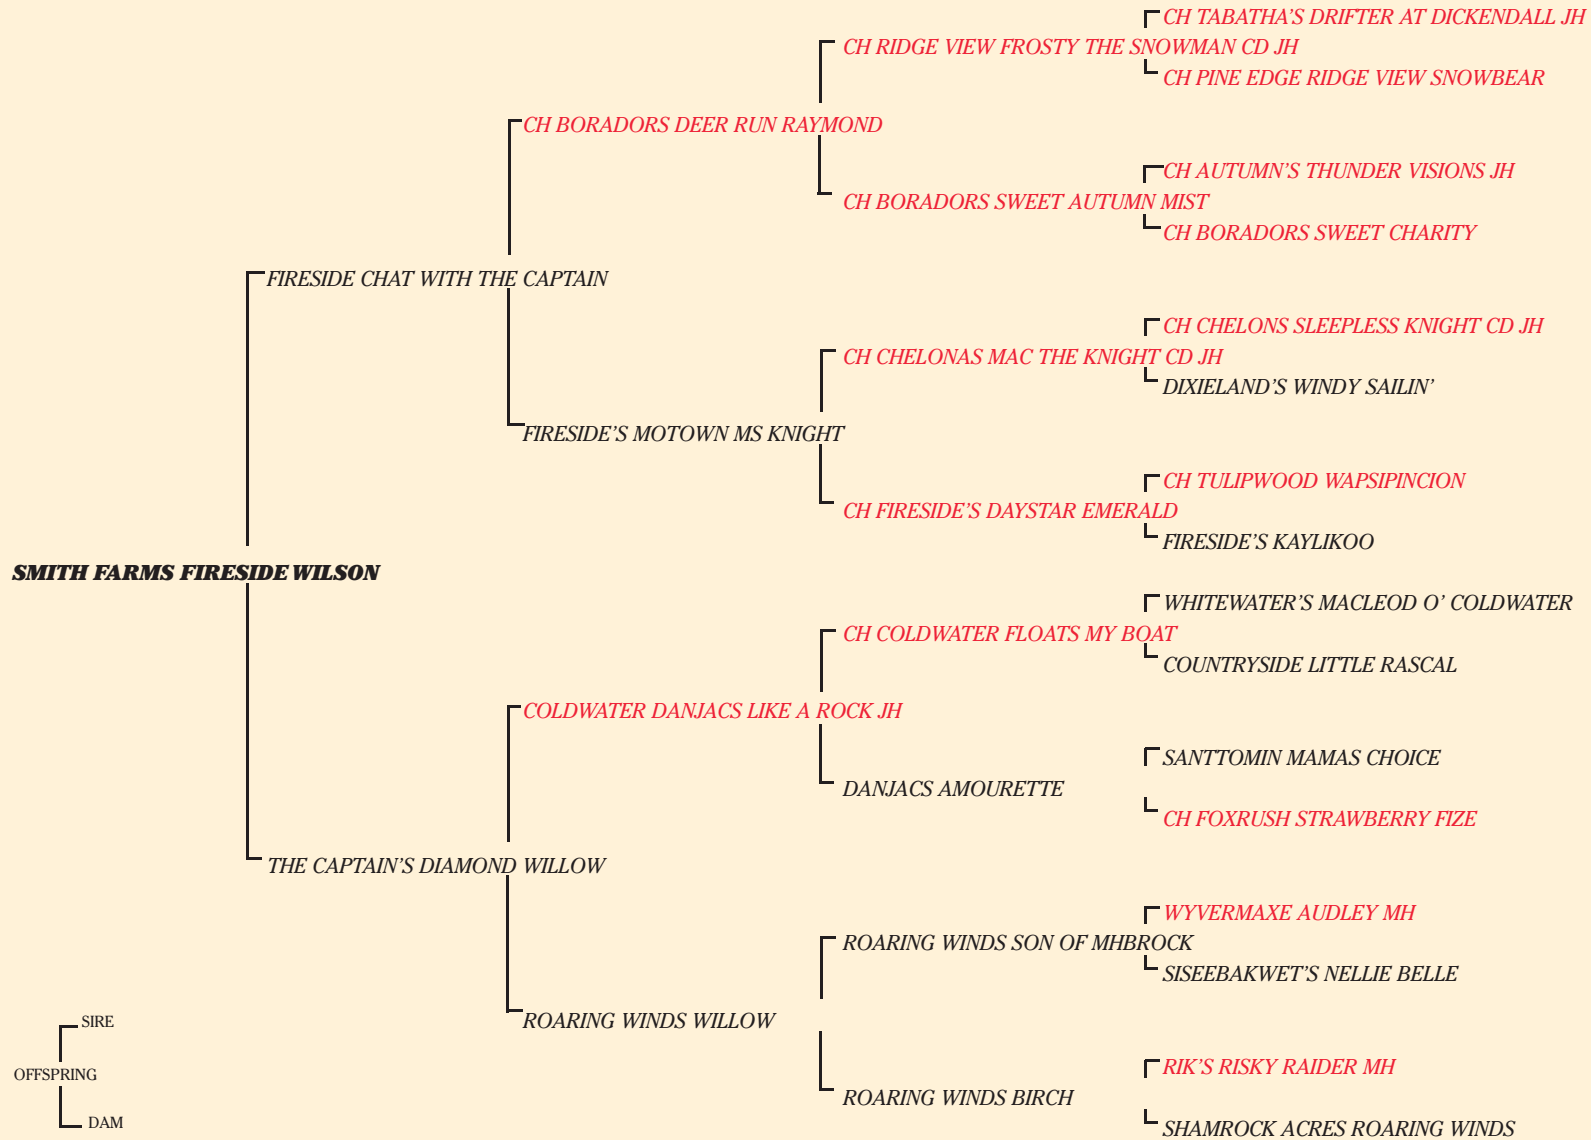 CH TABATHA'S DRIFTER AT DICKENDALL JH
CH RIDGE VIEW FROSTY THE SNOWMAN CD JH
CH PINE EDGE RIDGE VIEW SNOWBEAR
CH BORADORS DEER RUN RAYMOND
CH AUTUMN'S THUNDER VISIONS JH
CH BORADORS SWEET AUTUMN MIST
CH BORADORS SWEET CHARITY
FIRESIDE CHAT WITH THE CAPTAIN
CH CHELONS SLEEPLESS KNIGHT CD JH
CH CHELONAS MAC THE KNIGHT CD JH
DIXIELAND'S WINDY SAILIN'
FIRESIDE'S MOTOWN MS KNIGHT
CH TULIPWOOD WAPSIPINCION
CH FIRESIDE'S DAYSTAR EMERALD
FIRESIDE'S KAYLIKOO
SMITH FARMS FIRESIDE WILSON
WHITEWATER'S MACLEOD O' COLDWATER
CH COLDWATER FLOATS MY BOAT
COUNTRYSIDE LITTLE RASCAL
COLDWATER DANJACS LIKE A ROCK JH
SANTTOMIN MAMAS CHOICE
DANJACS AMOURETTE
CH FOXRUSH STRAWBERRY FIZE
THE CAPTAIN'S DIAMOND WILLOW
WYVERMAXE AUDLEY MH
ROARING WINDS SON OF MHBROCK
SISEEBAKWET'S NELLIE BELLE
ROARING WINDS WILLOW
RIK'S RISKY RAIDER MH
ROARING WINDS BIRCH
SHAMROCK ACRES ROARING WINDS
SIRE
OFFSPRING
DAM